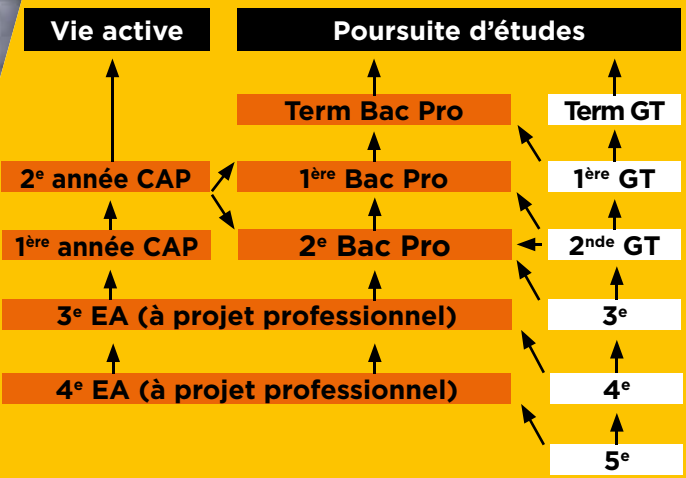 Vie active
Poursuite d'études
Term Bac Pro
Term GT
2e année CAP
1ère Bac Pro
1ère GT
1ère année CAP
2e Bac Pro
2nde GT
3e EA (à projet professionnel)
3e
4e EA (à projet professionnel)
4e
5e